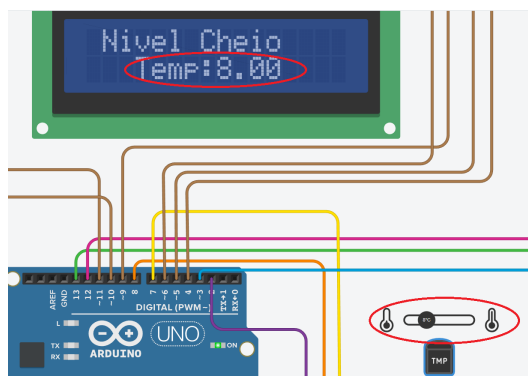 Nivel Cheio
Temp:8.00
AREF GND 13 12 ~11 ~10 ~9 8 7 ~6 ~5 4 ~3 TX→1 RX←0
DIGITAL (PWM~)
L
TX
RX
UNO
ARDUINO
ON
TMP